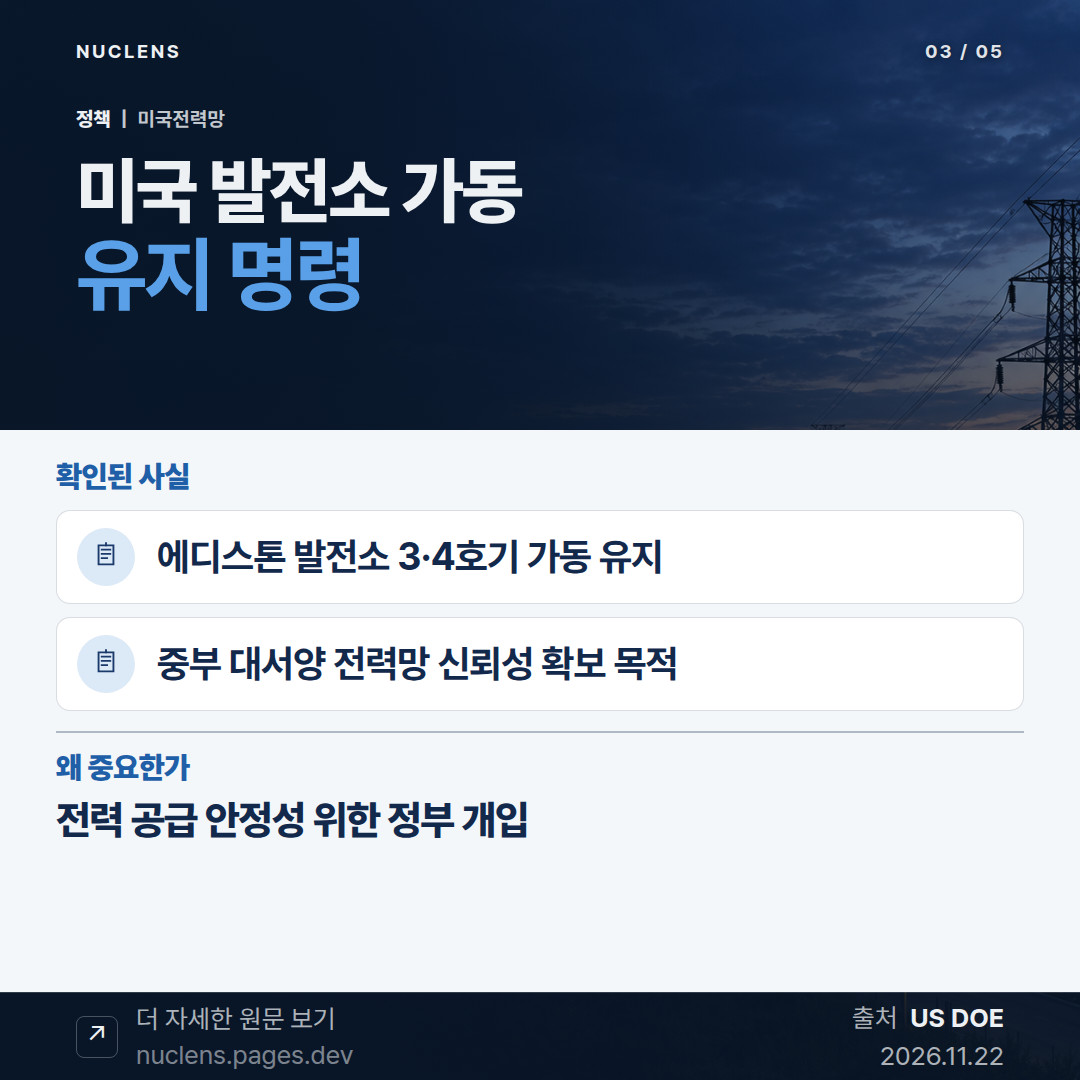 NUCLENS
03 / 05
정책 | 미국전력망
미국 발전소 가동
유지 명령
확인된 사실
에디스톤 발전소 3·4호기 가동 유지
중부 대서양 전력망 신뢰성 확보 목적
왜 중요한가
전력 공급 안정성 위한 정부 개입
더 자세한 원문 보기
nuclens.pages.dev
출처 US DOE
2026.11.22